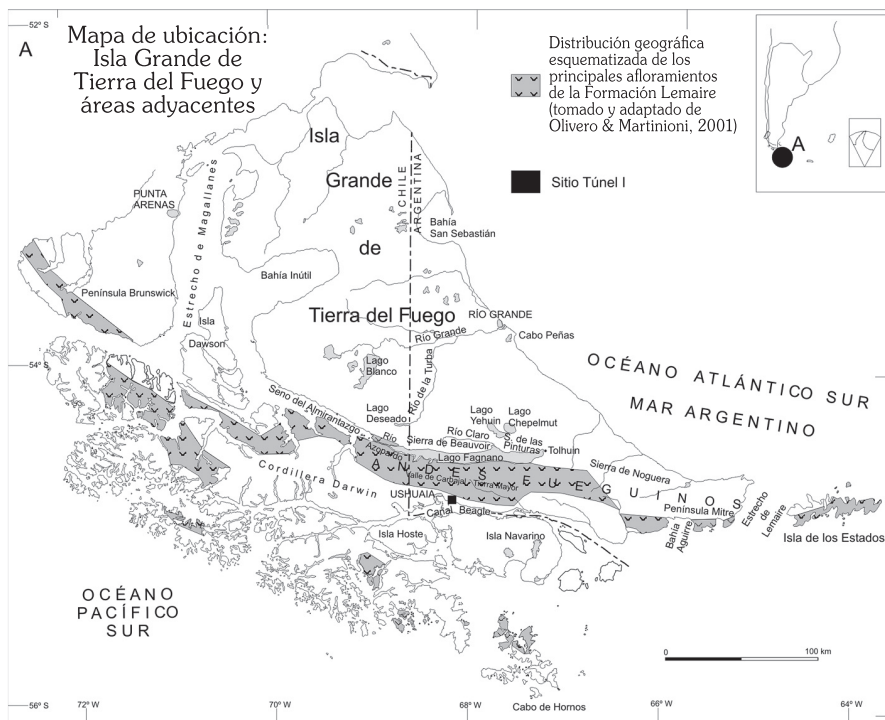 52° S
A
Mapa de ubicación:
Isla Grande de
Tierra del Fuego y
áreas adyacentes
Distribución geográfica
esquematizada de los
principales afloramientos
de la Formación Lemaire
(tomado y adaptado de
Olivero & Martinioni, 2001)
A
Sitio Túnel I
Isla
Grande
de
Tierra del Fuego
CHILE
ARGENTINA
PUNTA
ARENAS
Estrecho de Magallanes
Bahía
San Sebastián
Bahía Inútil
Península Brunswick
Isla
Dawson
RÍO GRANDE
Río Grande
Cabo Peñas
54° S
Lago
Blanco
Río de la Turba
OCÉANO ATLÁNTICO SUR
MAR ARGENTINO
Seno del Almirantazgo
Lago
Deseado
Lago
Yehuin
Lago
Chepelmut
Río
Azopardo
Río Claro
Sierra de Beauvoir
S. de las
Pinturas
Tolhuin
Lago Fagnano
Sierra de Noguera
ANDES FUEGUINOS
Valle de Carbajal - Tierra Mayor
Cordillera Darwin
USHUAIA
Canal Beagle
Península Mitre
Bahía
Aguirre
Estrecho
de
Lemaire
Isla de los Estados
Isla Hoste
Isla Navarino
OCÉANO
PACÍFICO
SUR
0
100 km
Cabo de Hornos
56° S
72° W
70° W
68° W
66° W
64° W